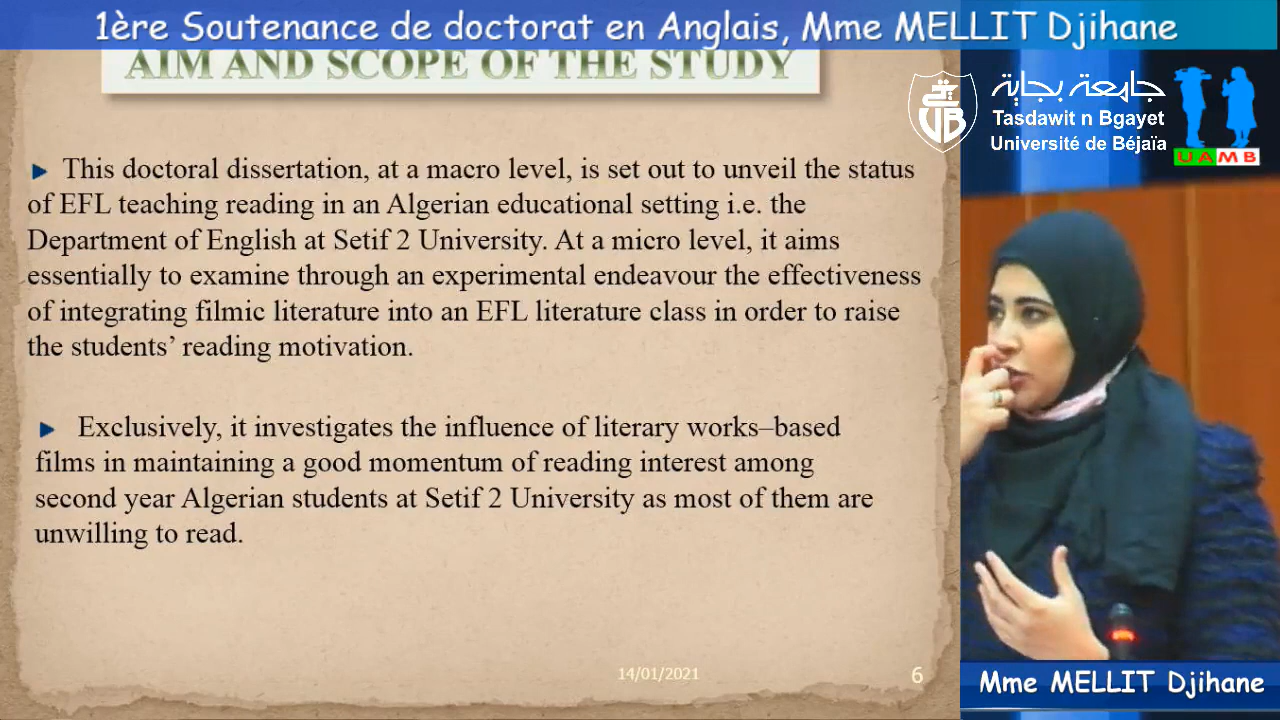 1ère Soutenance de doctorat en Anglais, Mme MELLIT Djihane
AIM AND SCOPE OF THE STUDY
جامعة بجاية
Tasdawit n Bgayet
Université de Béjaïa
UB
UAMB
This doctoral dissertation, at a macro level, is set out to unveil the status
of EFL teaching reading in an Algerian educational setting i.e. the
Department of English at Setif 2 University. At a micro level, it aims
essentially to examine through an experimental endeavour the effectiveness
of integrating filmic literature into an EFL literature class in order to raise
the students’ reading motivation.
Exclusively, it investigates the influence of literary works–based
films in maintaining a good momentum of reading interest among
second year Algerian students at Setif 2 University as most of them are
unwilling to read.
14/01/2021
6
Mme MELLIT Djihane